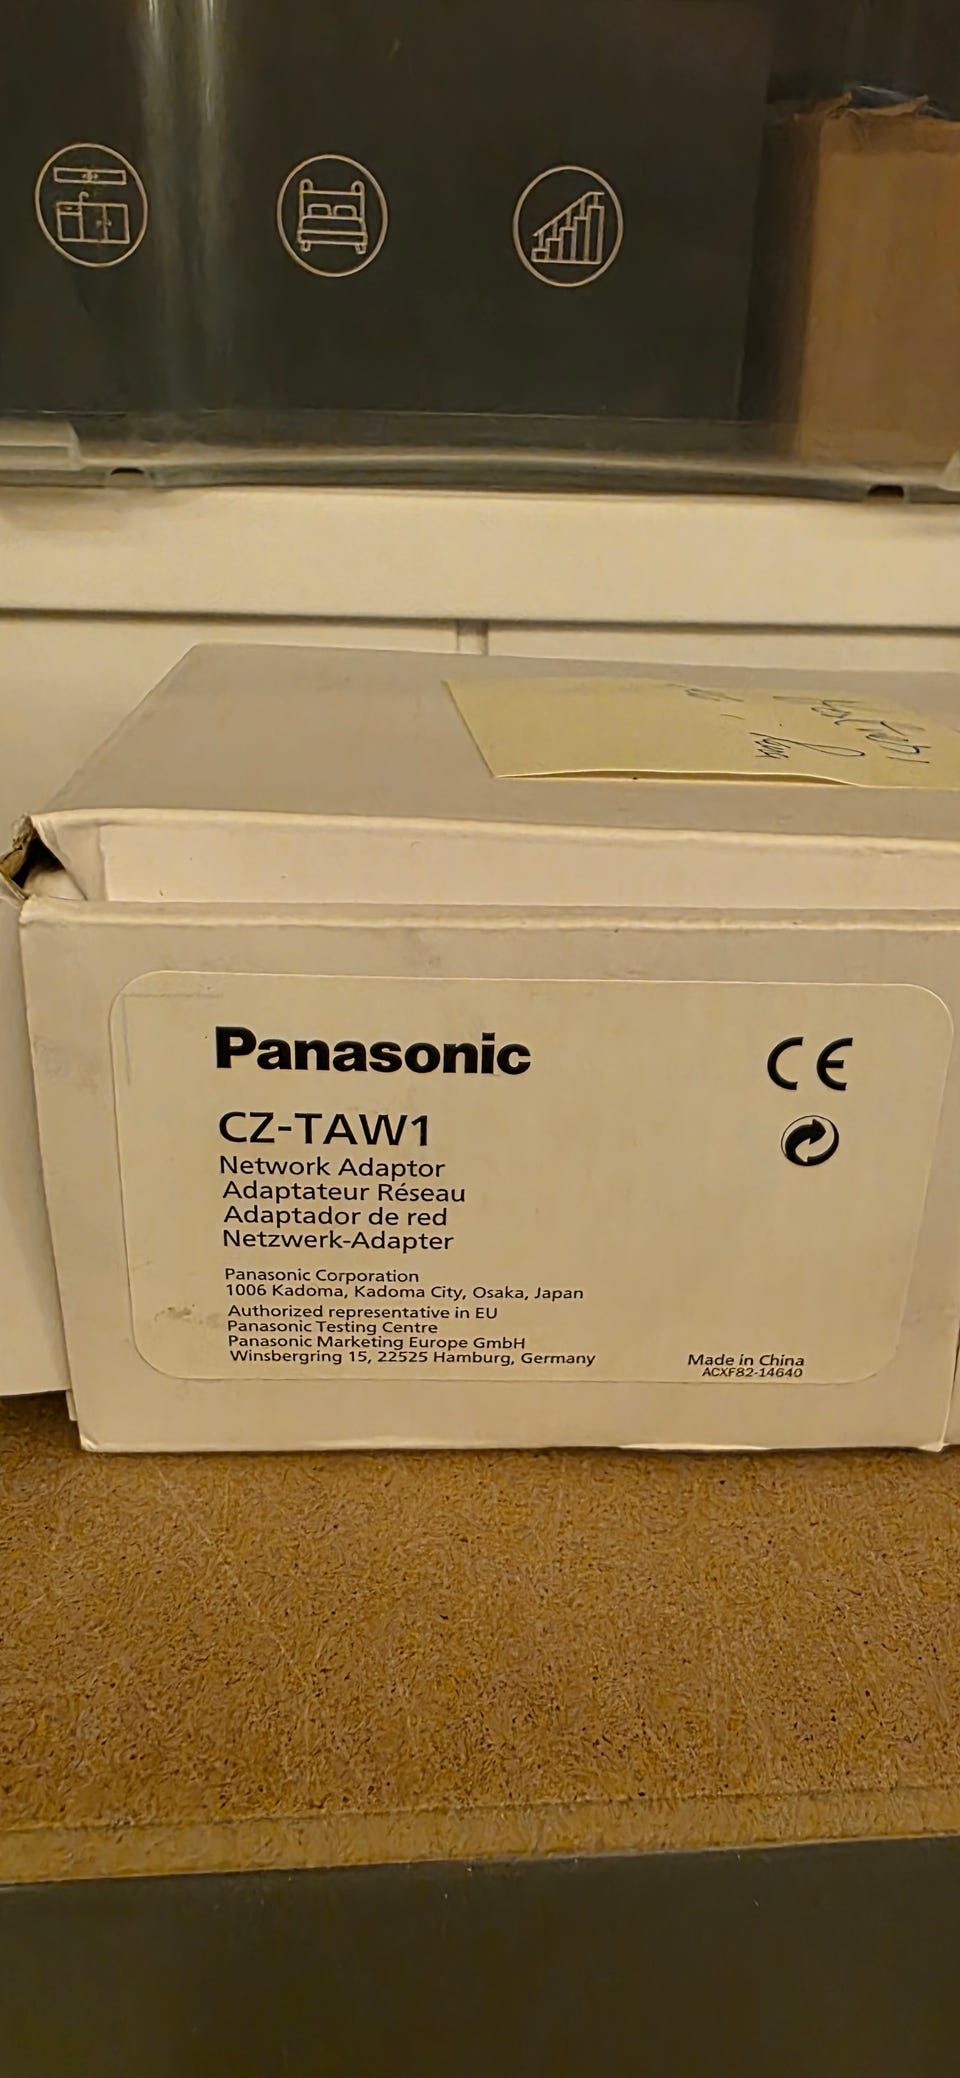 Panasonic
CE
CZ-TAW1
Network Adaptor
Adaptateur Réseau
Adaptador de red
Netzwerk-Adapter
Panasonic Corporation
1006 Kadoma, Kadoma City, Osaka, Japan
Authorized representative in EU
Panasonic Testing Centre
Panasonic Marketing Europe GmbH
Winsbergring 15, 22525 Hamburg, Germany
Made in China
ACXF82-14640